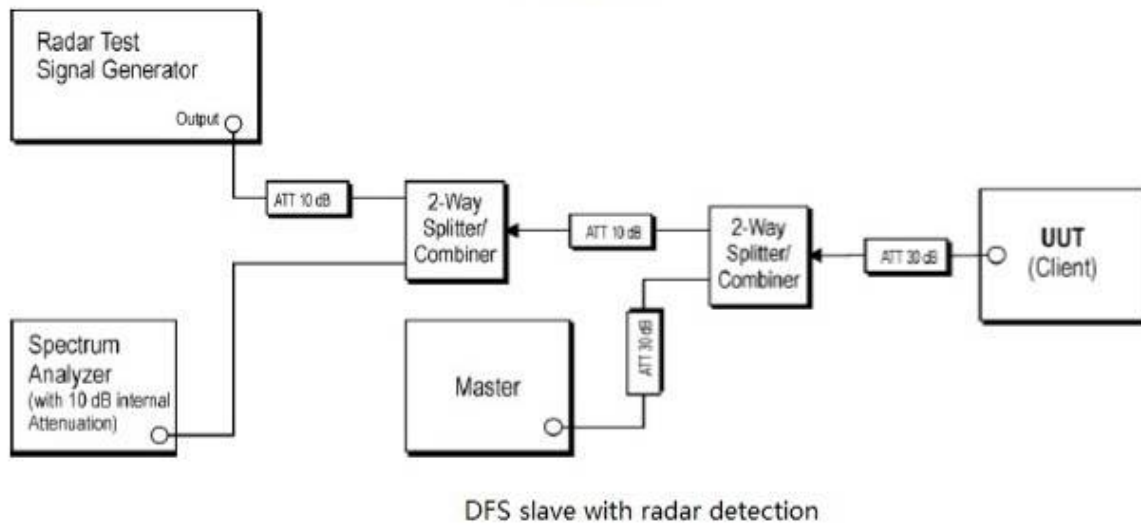 Radar Test
Signal Generator
Output
ATT 10 dB
2-Way
Splitter/
Combiner
ATT 10 dB
2-Way
Splitter/
Combiner
ATT 30 dB
UUT
(Client)
Spectrum
Analyzer
(with 10 dB internal
Attenuation)
Master
ATT 30 dB
DFS slave with radar detection